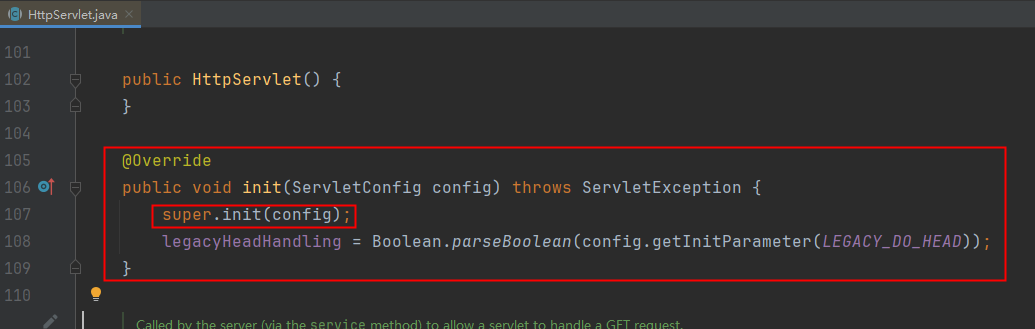 HttpServlet.java
101
102 public HttpServlet() {
103 }
104
105 @Override
106 public void init(ServletConfig config) throws ServletException {
107 super.init(config);
108 legacyHeadHandling = Boolean.parseBoolean(config.getInitParameter(LEGACY_DO_HEAD));
109 }
110
Called by the server (via the service method) to allow a servlet to handle a GET request.